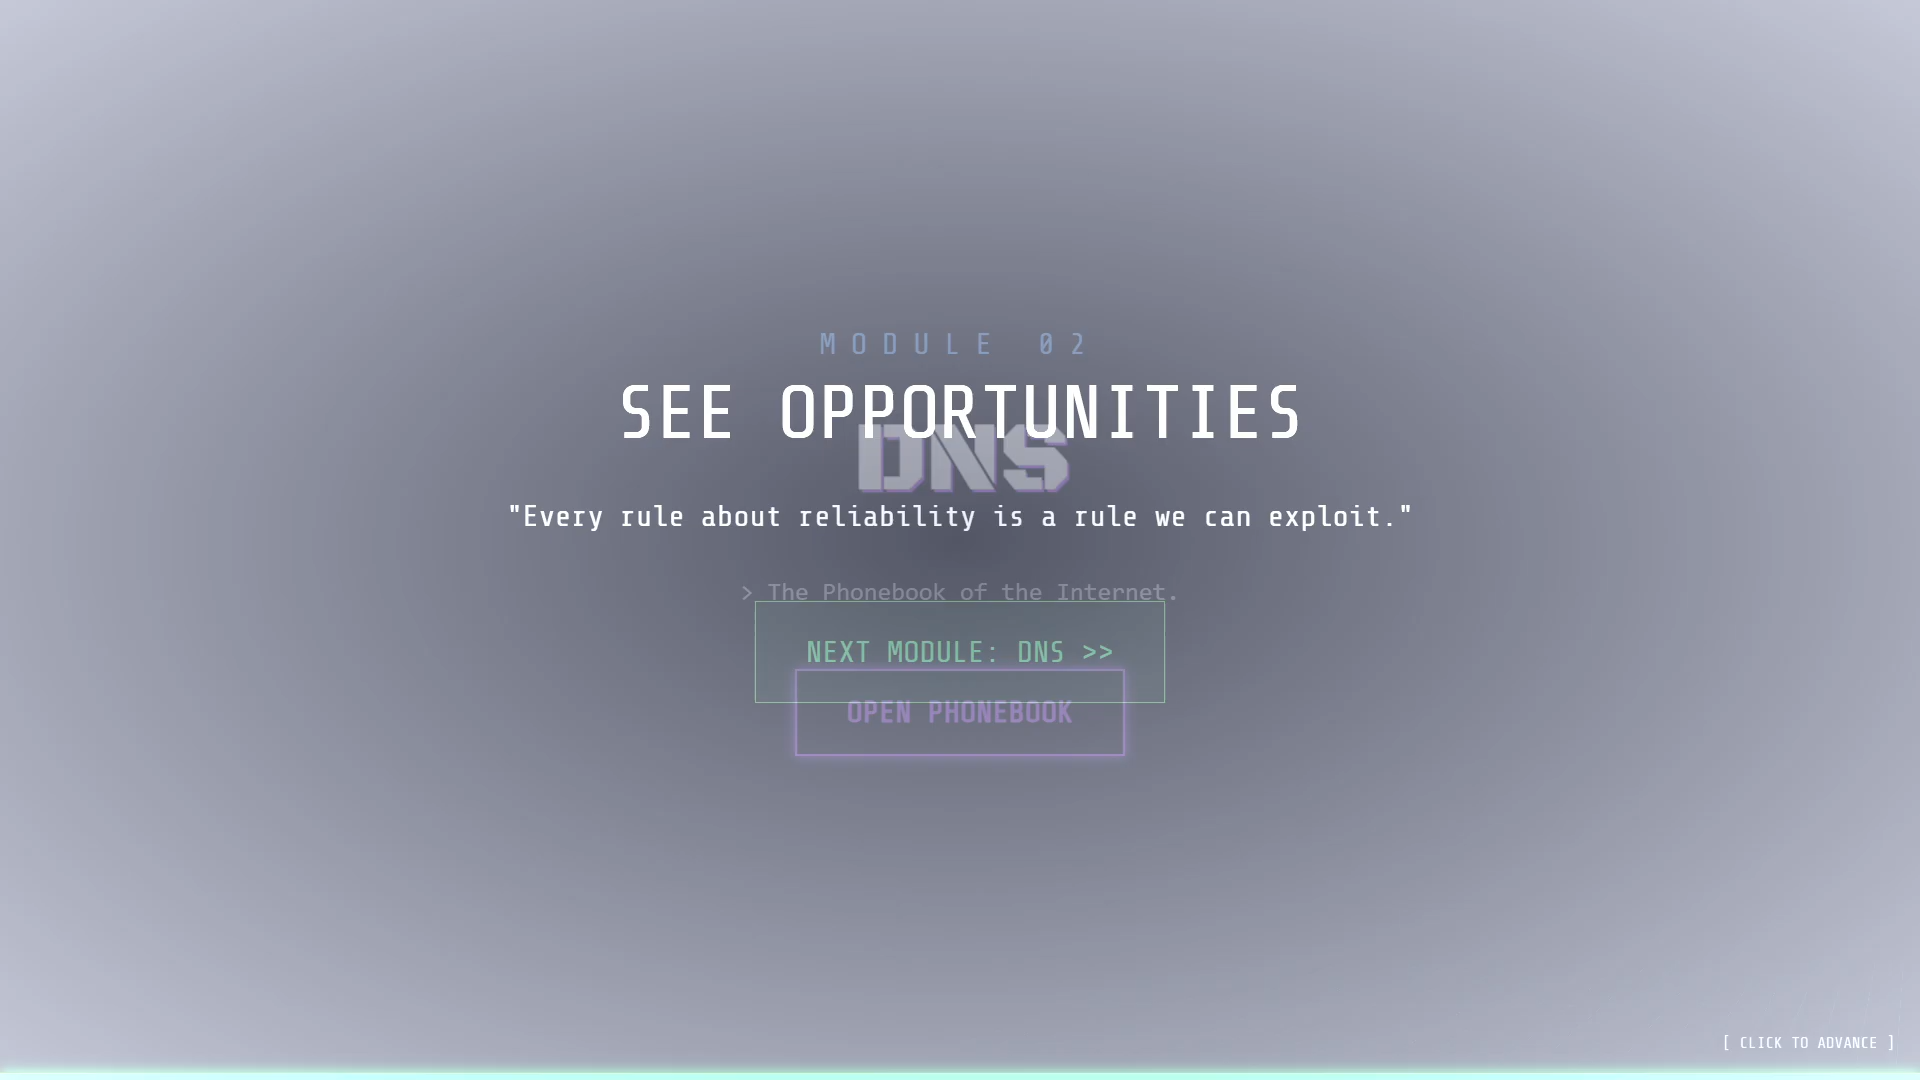 MODULE 02
SEE OPPORTUNITIES
DNS
"Every rule about reliability is a rule we can exploit."
> The Phonebook of the Internet.
NEXT MODULE: DNS >>
OPEN PHONEBOOK
[ CLICK TO ADVANCE ]